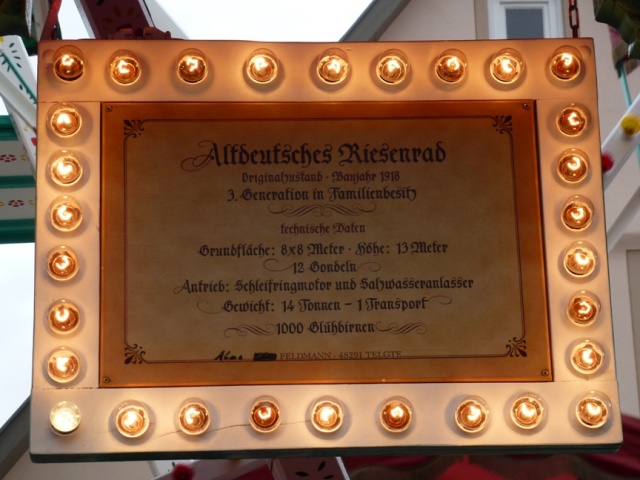 Altdeutsches Riesenrad
Originalzustand - Baujahr 1918
3. Generation in Familienbesitz
technische Daten
Grundfläche: 8x8 Meter · Höhe: 13 Meter
12 Gondeln
Antrieb: Schleifringmotor und Salzwasseranlasser
Gewicht: 14 Tonnen - 1 Transport
1000 Glühbirnen
FELDMANN · 48291 TELGTE